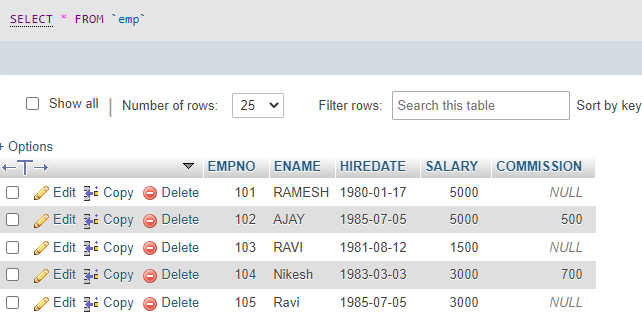 SELECT * FROM `emp`
Show all | Number of rows: 25 Filter rows: Search this table Sort by key
+ Options
←T→ EMPNO ENAME HIREDATE SALARY COMMISSION
Edit Copy Delete 101 RAMESH 1980-01-17 5000 NULL
Edit Copy Delete 102 AJAY 1985-07-05 5000 500
Edit Copy Delete 103 RAVI 1981-08-12 1500 NULL
Edit Copy Delete 104 Nikesh 1983-03-03 3000 700
Edit Copy Delete 105 Ravi 1985-07-05 3000 NULL